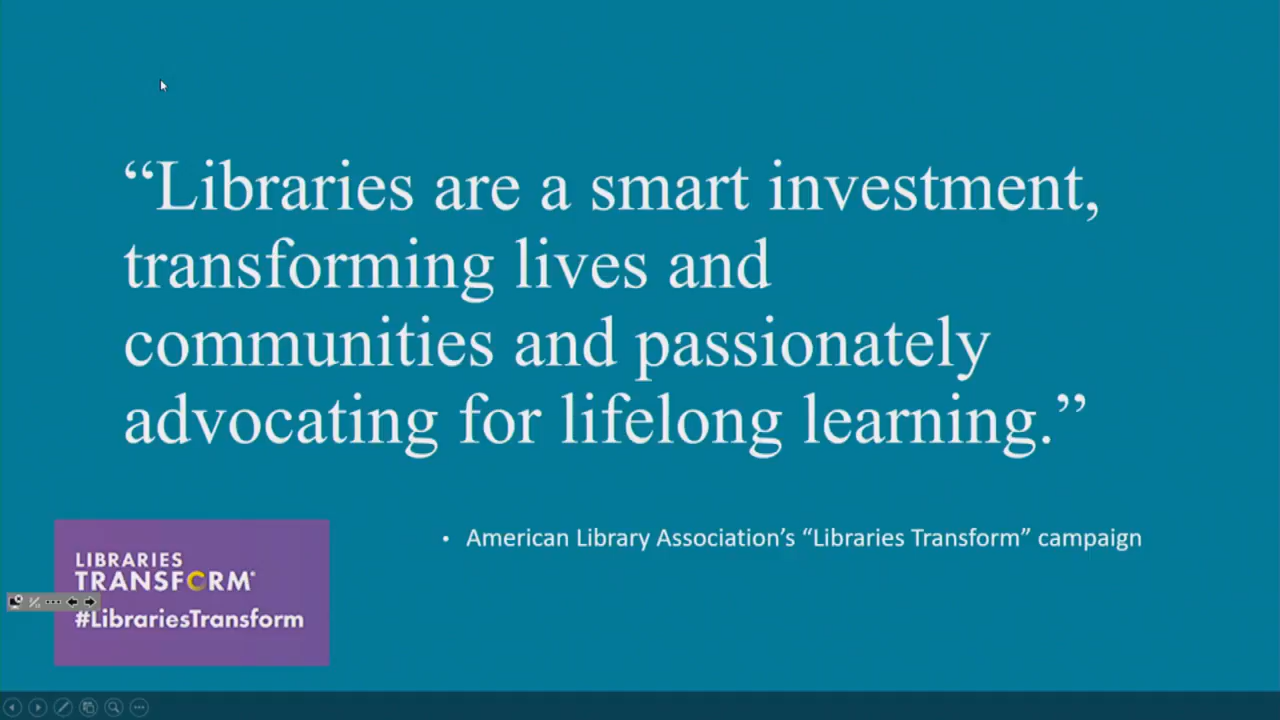 “Libraries are a smart investment,
transforming lives and
communities and passionately
advocating for lifelong learning.”
• American Library Association’s “Libraries Transform” campaign
LIBRARIES
TRANSFORM®
#LibrariesTransform